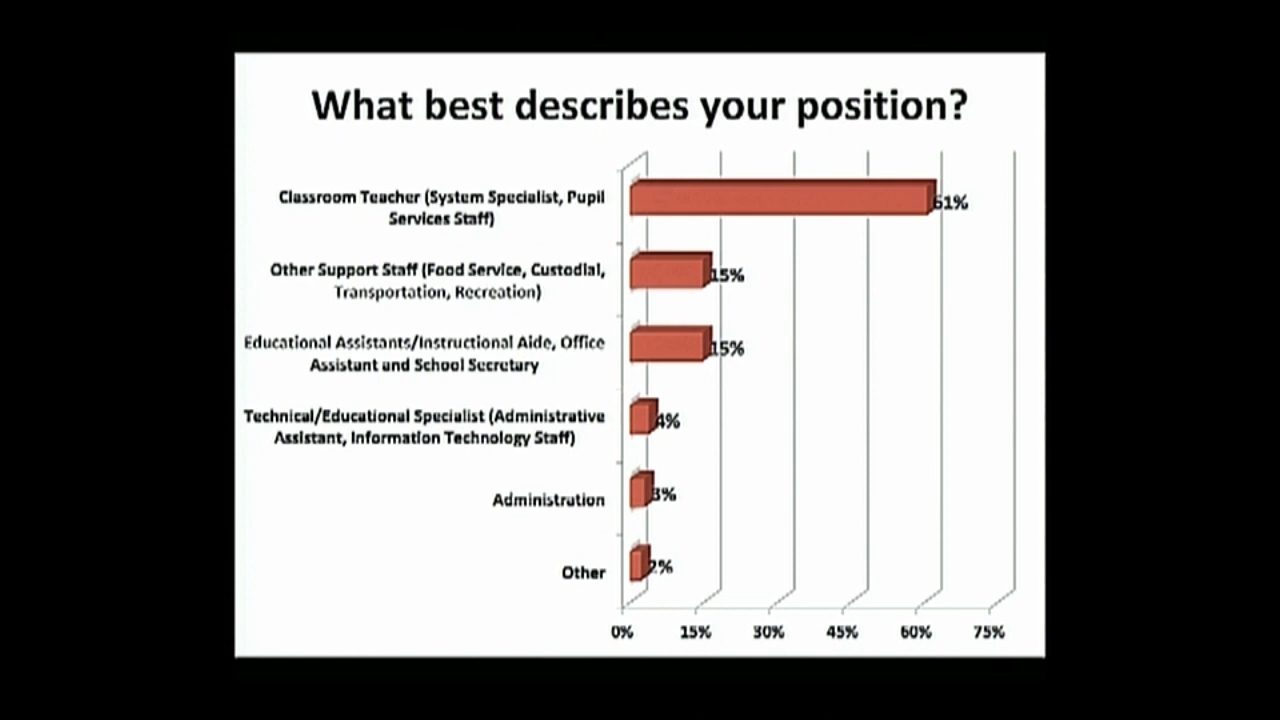 What best describes your position?
Classroom Teacher (System Specialist, Pupil
Services Staff)
61%
Other Support Staff (Food Service, Custodial,
Transportation, Recreation)
15%
Educational Assistants/Instructional Aide, Office
Assistant and School Secretary
15%
Technical/Educational Specialist (Administrative
Assistant, Information Technology Staff)
4%
Administration
3%
Other
2%
0% 15% 30% 45% 60% 75%